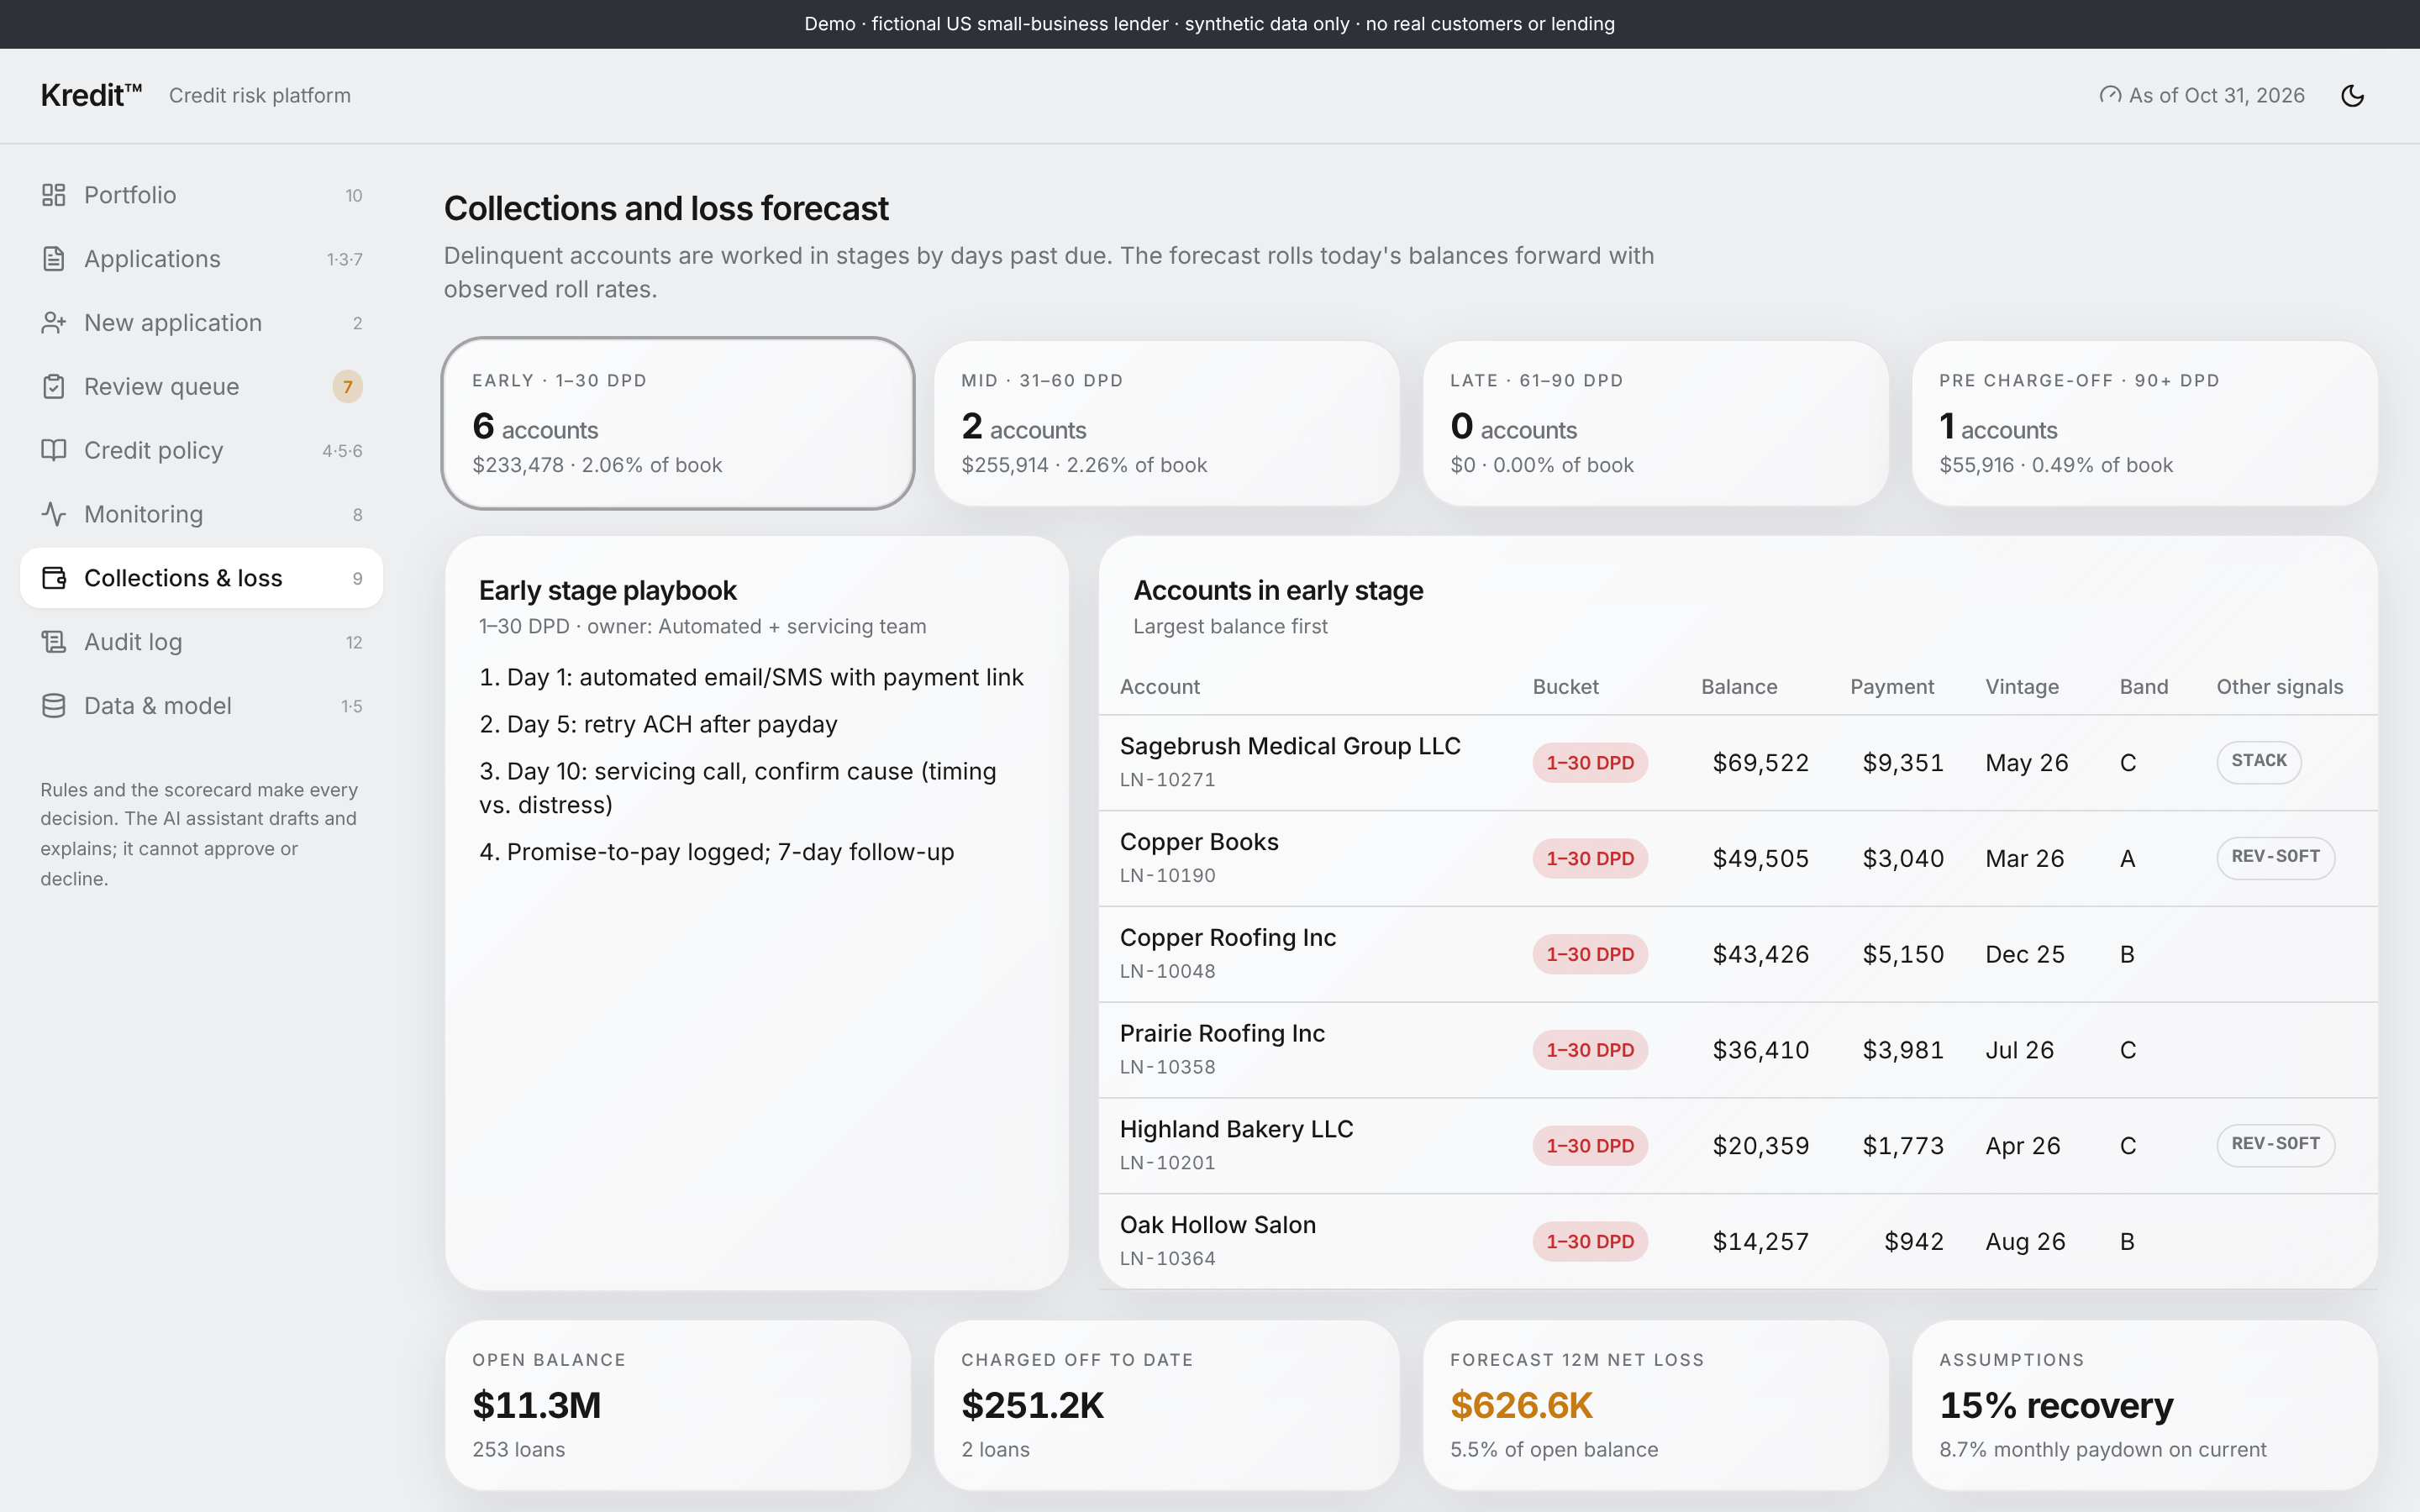 Demo · fictional US small-business lender · synthetic data only · no real customers or lending
Kredit™ Credit risk platform
As of Oct 31, 2026
Portfolio 10
Applications 1·3·7
New application 2
Review queue 7
Credit policy 4·5·6
Monitoring 8
Collections & loss 9
Audit log 12
Data & model 1·5
Rules and the scorecard make every
decision. The AI assistant drafts and
explains; it cannot approve or
decline.
Collections and loss forecast
Delinquent accounts are worked in stages by days past due. The forecast rolls today's balances forward with
observed roll rates.
EARLY · 1–30 DPD
6 accounts
$233,478 · 2.06% of book
MID · 31–60 DPD
2 accounts
$255,914 · 2.26% of book
LATE · 61–90 DPD
0 accounts
$0 · 0.00% of book
PRE CHARGE-OFF · 90+ DPD
1 accounts
$55,916 · 0.49% of book
Early stage playbook
1–30 DPD · owner: Automated + servicing team
1. Day 1: automated email/SMS with payment link
2. Day 5: retry ACH after payday
3. Day 10: servicing call, confirm cause (timing
vs. distress)
4. Promise-to-pay logged; 7-day follow-up
Accounts in early stage
Largest balance first
Account Bucket Balance Payment Vintage Band Other signals
Sagebrush Medical Group LLC 1–30 DPD $69,522 $9,351 May 26 C STACK
LN-10271
Copper Books 1–30 DPD $49,505 $3,040 Mar 26 A REV-SOFT
LN-10190
Copper Roofing Inc 1–30 DPD $43,426 $5,150 Dec 25 B
LN-10048
Prairie Roofing Inc 1–30 DPD $36,410 $3,981 Jul 26 C
LN-10358
Highland Bakery LLC 1–30 DPD $20,359 $1,773 Apr 26 C REV-SOFT
LN-10201
Oak Hollow Salon 1–30 DPD $14,257 $942 Aug 26 B
LN-10364
OPEN BALANCE
$11.3M
253 loans
CHARGED OFF TO DATE
$251.2K
2 loans
FORECAST 12M NET LOSS
$626.6K
5.5% of open balance
ASSUMPTIONS
15% recovery
8.7% monthly paydown on current